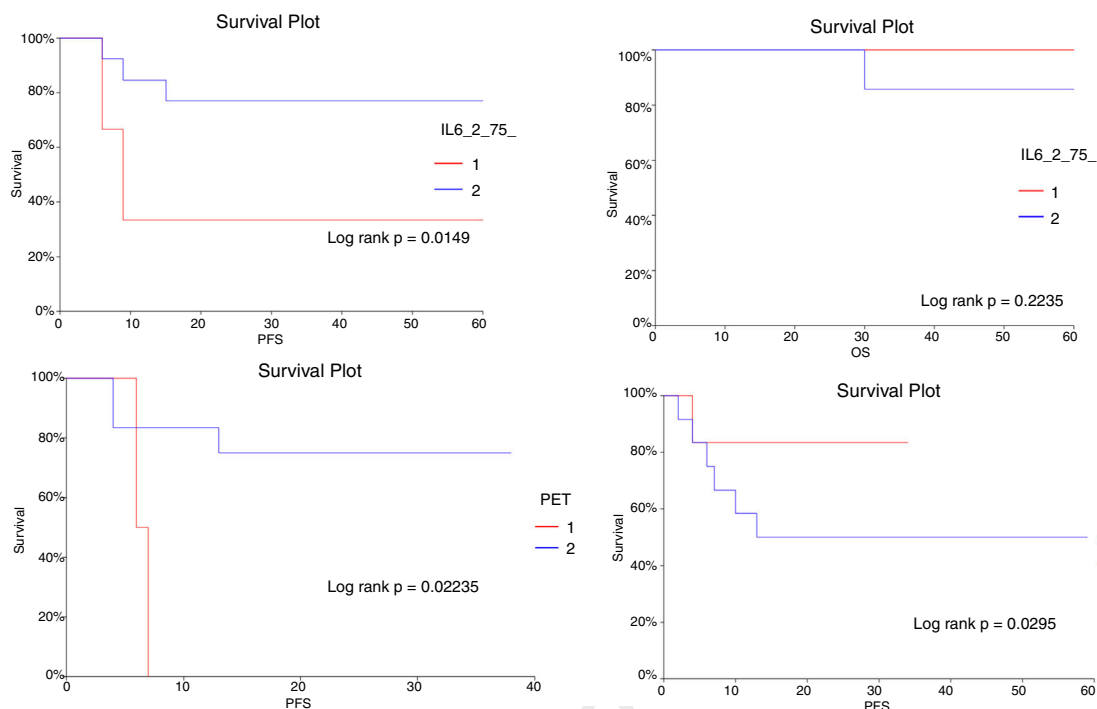 Survival Plot
100%
80%
60%
40%
20%
0%
Survival
0 10 20 30 40 50 60
PFS
IL6_2_75_
1
2
Log rank p = 0.0149
Survival Plot
100%
80%
60%
40%
20%
0%
Survival
0 10 20 30 40 50 60
OS
IL6_2_75_
1
2
Log rank p = 0.2235
Survival Plot
100%
80%
60%
40%
20%
0%
Survival
0 10 20 30 40
PFS
PET
1
2
Log rank p = 0.02235
Survival Plot
100%
80%
60%
40%
20%
0%
Survival
0 10 20 30 40 50 60
PFS
Log rank p = 0.0295